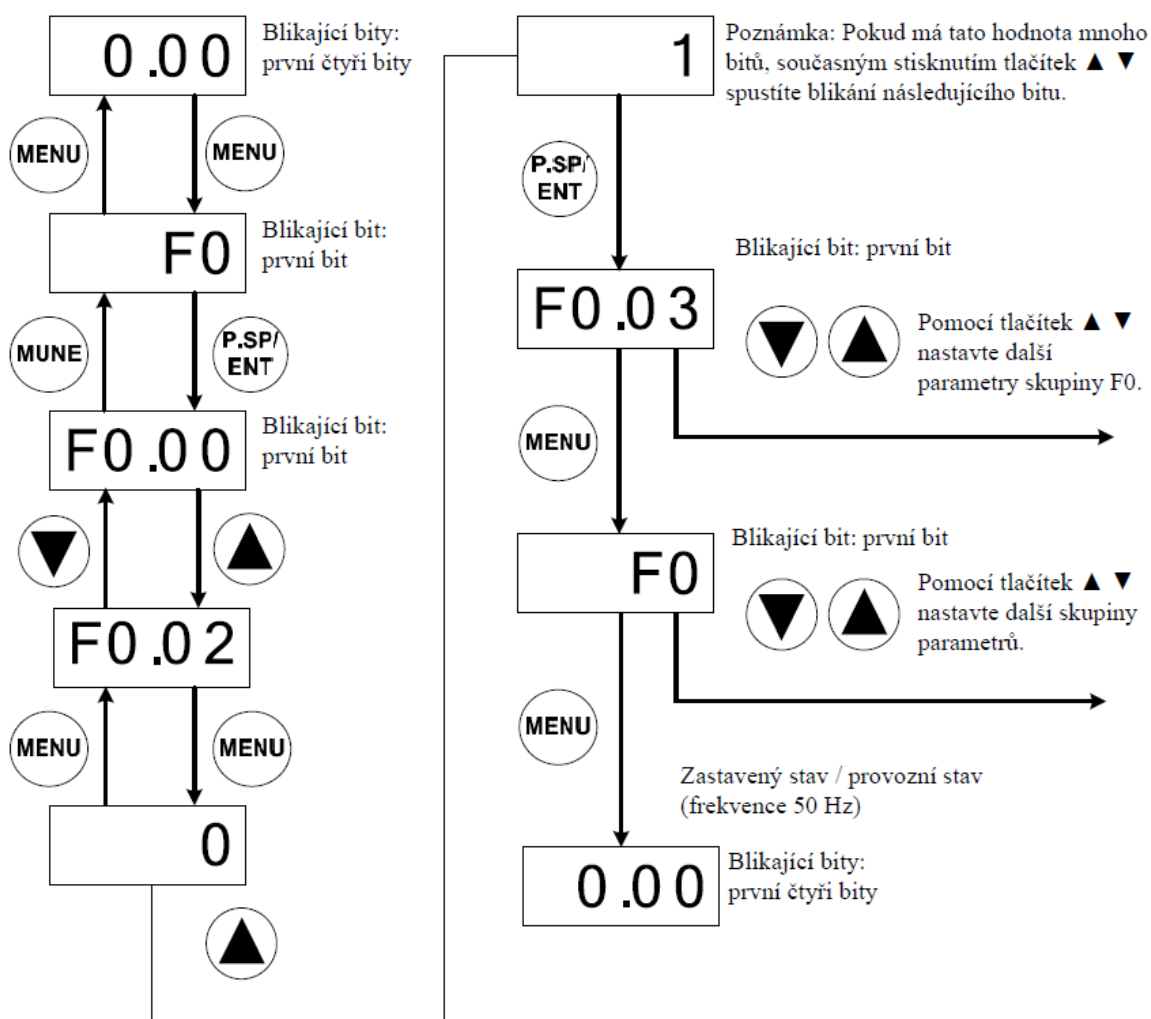 0.00
Blikající bity:
první čtyři bity
MENU
MENU
F0
Blikající bit:
první bit
MUNE
P.SP/
ENT
F0.00
Blikající bit:
první bit
▼
▲
F0.02
MENU
MENU
0
▲
1
Poznámka: Pokud má tato hodnota mnoho
bitů, současným stisknutím tlačítek ▲ ▼
spustíte blikání následujícího bitu.
P.SP/
ENT
Blikající bit: první bit
F0.03
▼ ▲
Pomocí tlačítek ▲ ▼
nastavte další
parametry skupiny F0.
MENU
Blikající bit: první bit
F0
▼ ▲
Pomocí tlačítek ▲ ▼
nastavte další skupiny
parametrů.
MENU
Zastavený stav / provozní stav
(frekvence 50 Hz)
0.00
Blikající bity:
první čtyři bity